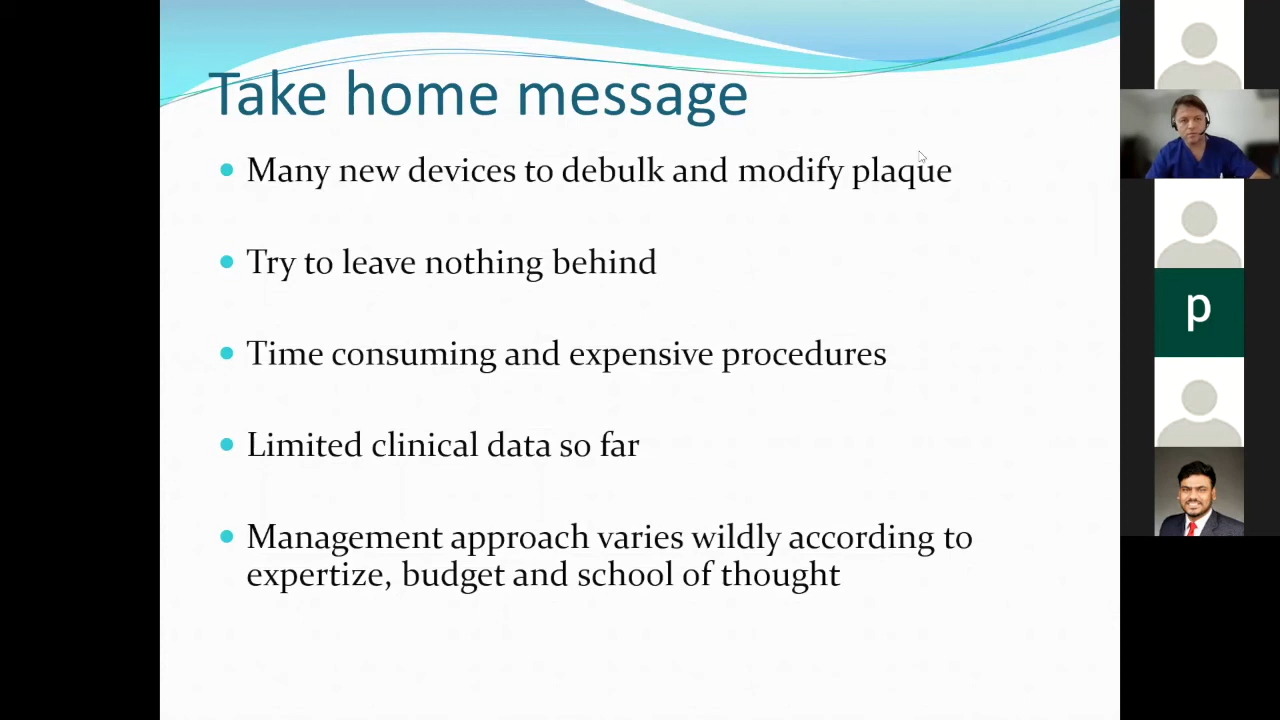 Take home message
Many new devices to debulk and modify plaque
Try to leave nothing behind
Time consuming and expensive procedures
Limited clinical data so far
Management approach varies wildly according to
expertize, budget and school of thought
p